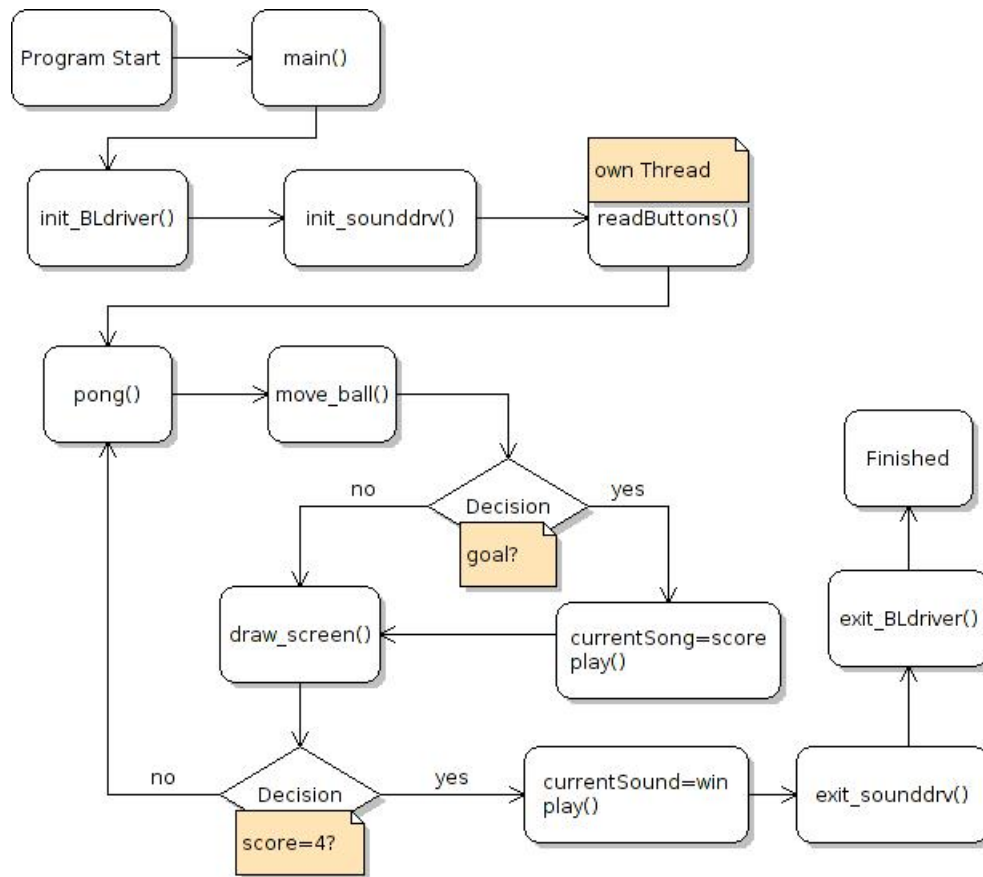 Program Start
main()
init_BLdriver()
init_sounddrv()
own Thread
readButtons()
pong()
move_ball()
Decision
goal?
no
yes
draw_screen()
currentSong=score
play()
Decision
score=4?
no
yes
currentSound=win
play()
exit_sounddrv()
exit_BLdriver()
Finished